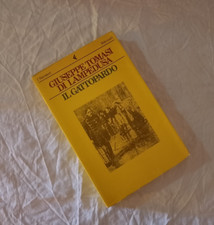 GIUSEPPE TOMASI
DI LAMPEDUSA
IL GATTOPARDO